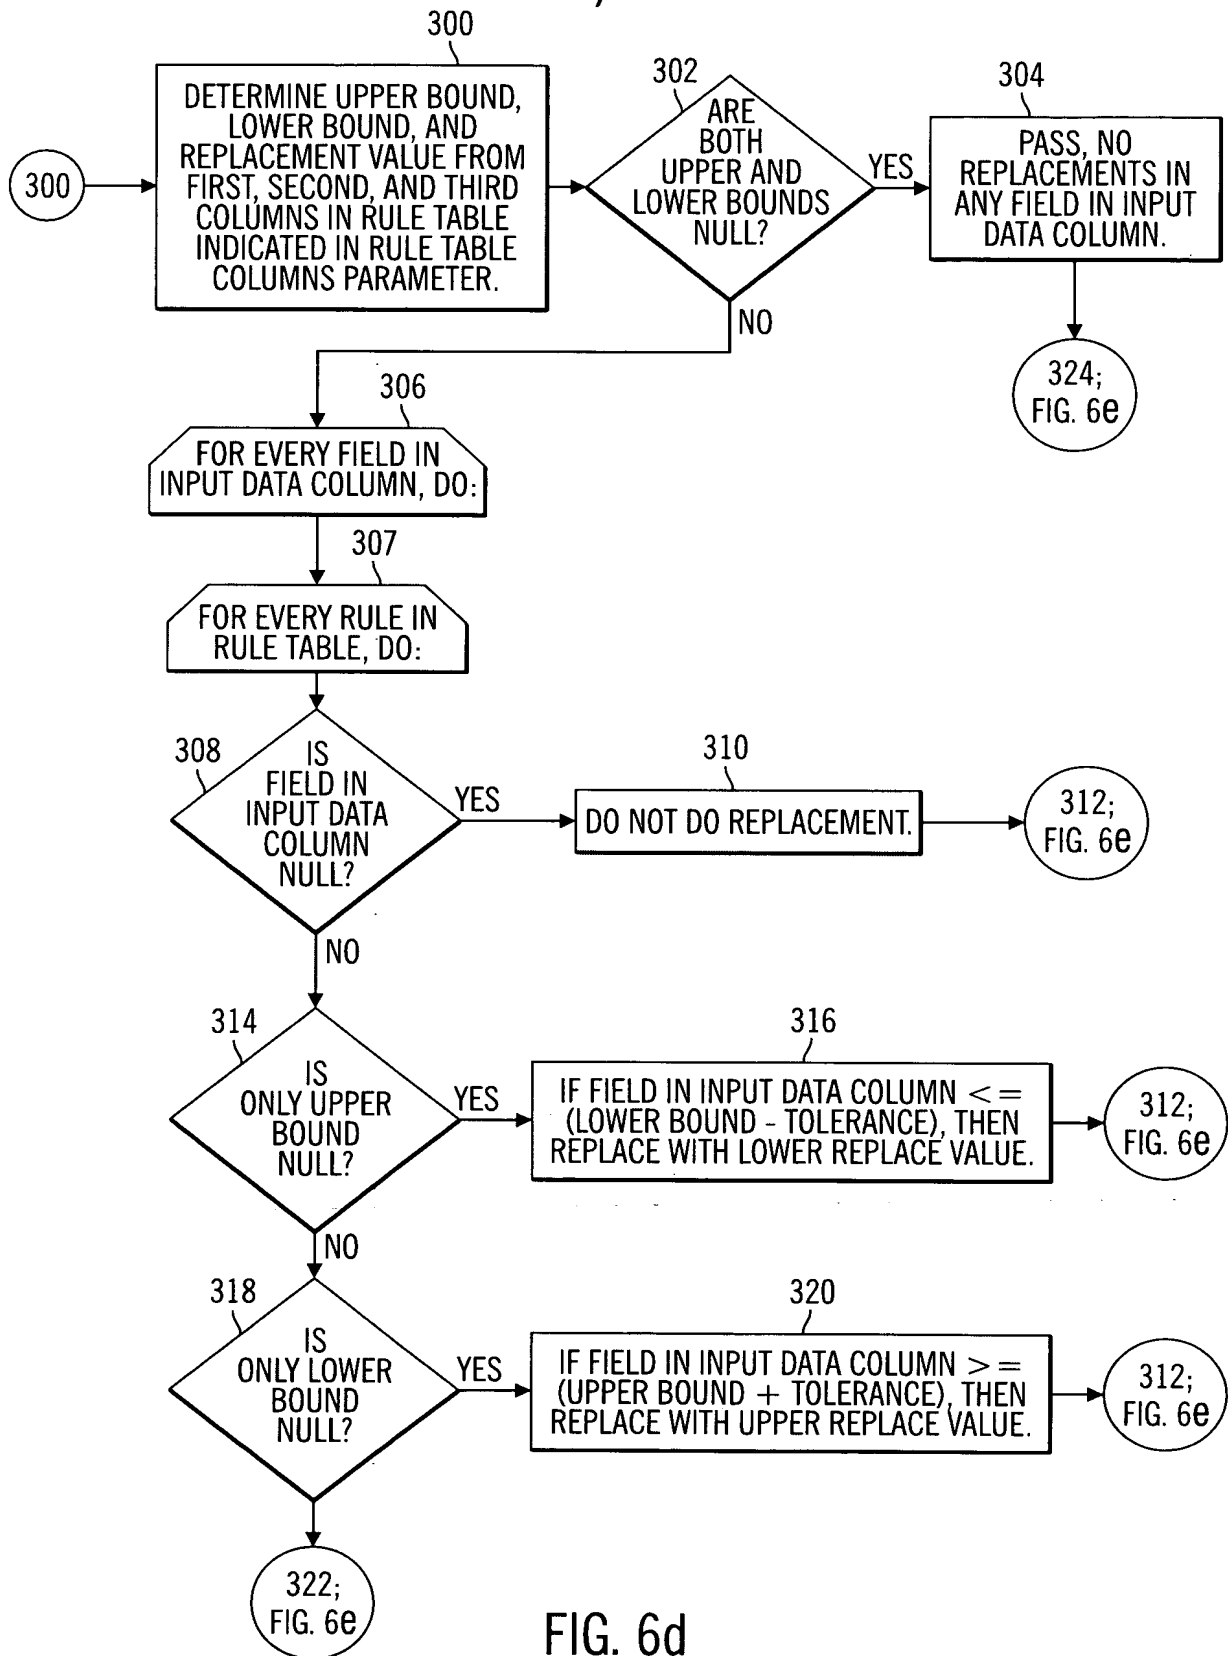 300
DETERMINE UPPER BOUND,
LOWER BOUND, AND
REPLACEMENT VALUE FROM
FIRST, SECOND, AND THIRD
COLUMNS IN RULE TABLE
INDICATED IN RULE TABLE
COLUMNS PARAMETER.
300
302
ARE
BOTH
UPPER AND
LOWER BOUNDS
NULL?
YES
NO
304
PASS, NO
REPLACEMENTS IN
ANY FIELD IN INPUT
DATA COLUMN.
324;
FIG. 6e
306
FOR EVERY FIELD IN
INPUT DATA COLUMN, DO:
307
FOR EVERY RULE IN
RULE TABLE, DO:
308
IS
FIELD IN
INPUT DATA
COLUMN
NULL?
YES
NO
310
DO NOT DO REPLACEMENT.
312;
FIG. 6e
314
IS
ONLY UPPER
BOUND
NULL?
YES
NO
316
IF FIELD IN INPUT DATA COLUMN < =
(LOWER BOUND - TOLERANCE), THEN
REPLACE WITH LOWER REPLACE VALUE.
312;
FIG. 6e
318
IS
ONLY LOWER
BOUND
NULL?
YES
320
IF FIELD IN INPUT DATA COLUMN > =
(UPPER BOUND + TOLERANCE), THEN
REPLACE WITH UPPER REPLACE VALUE.
312;
FIG. 6e
322;
FIG. 6e
FIG. 6d